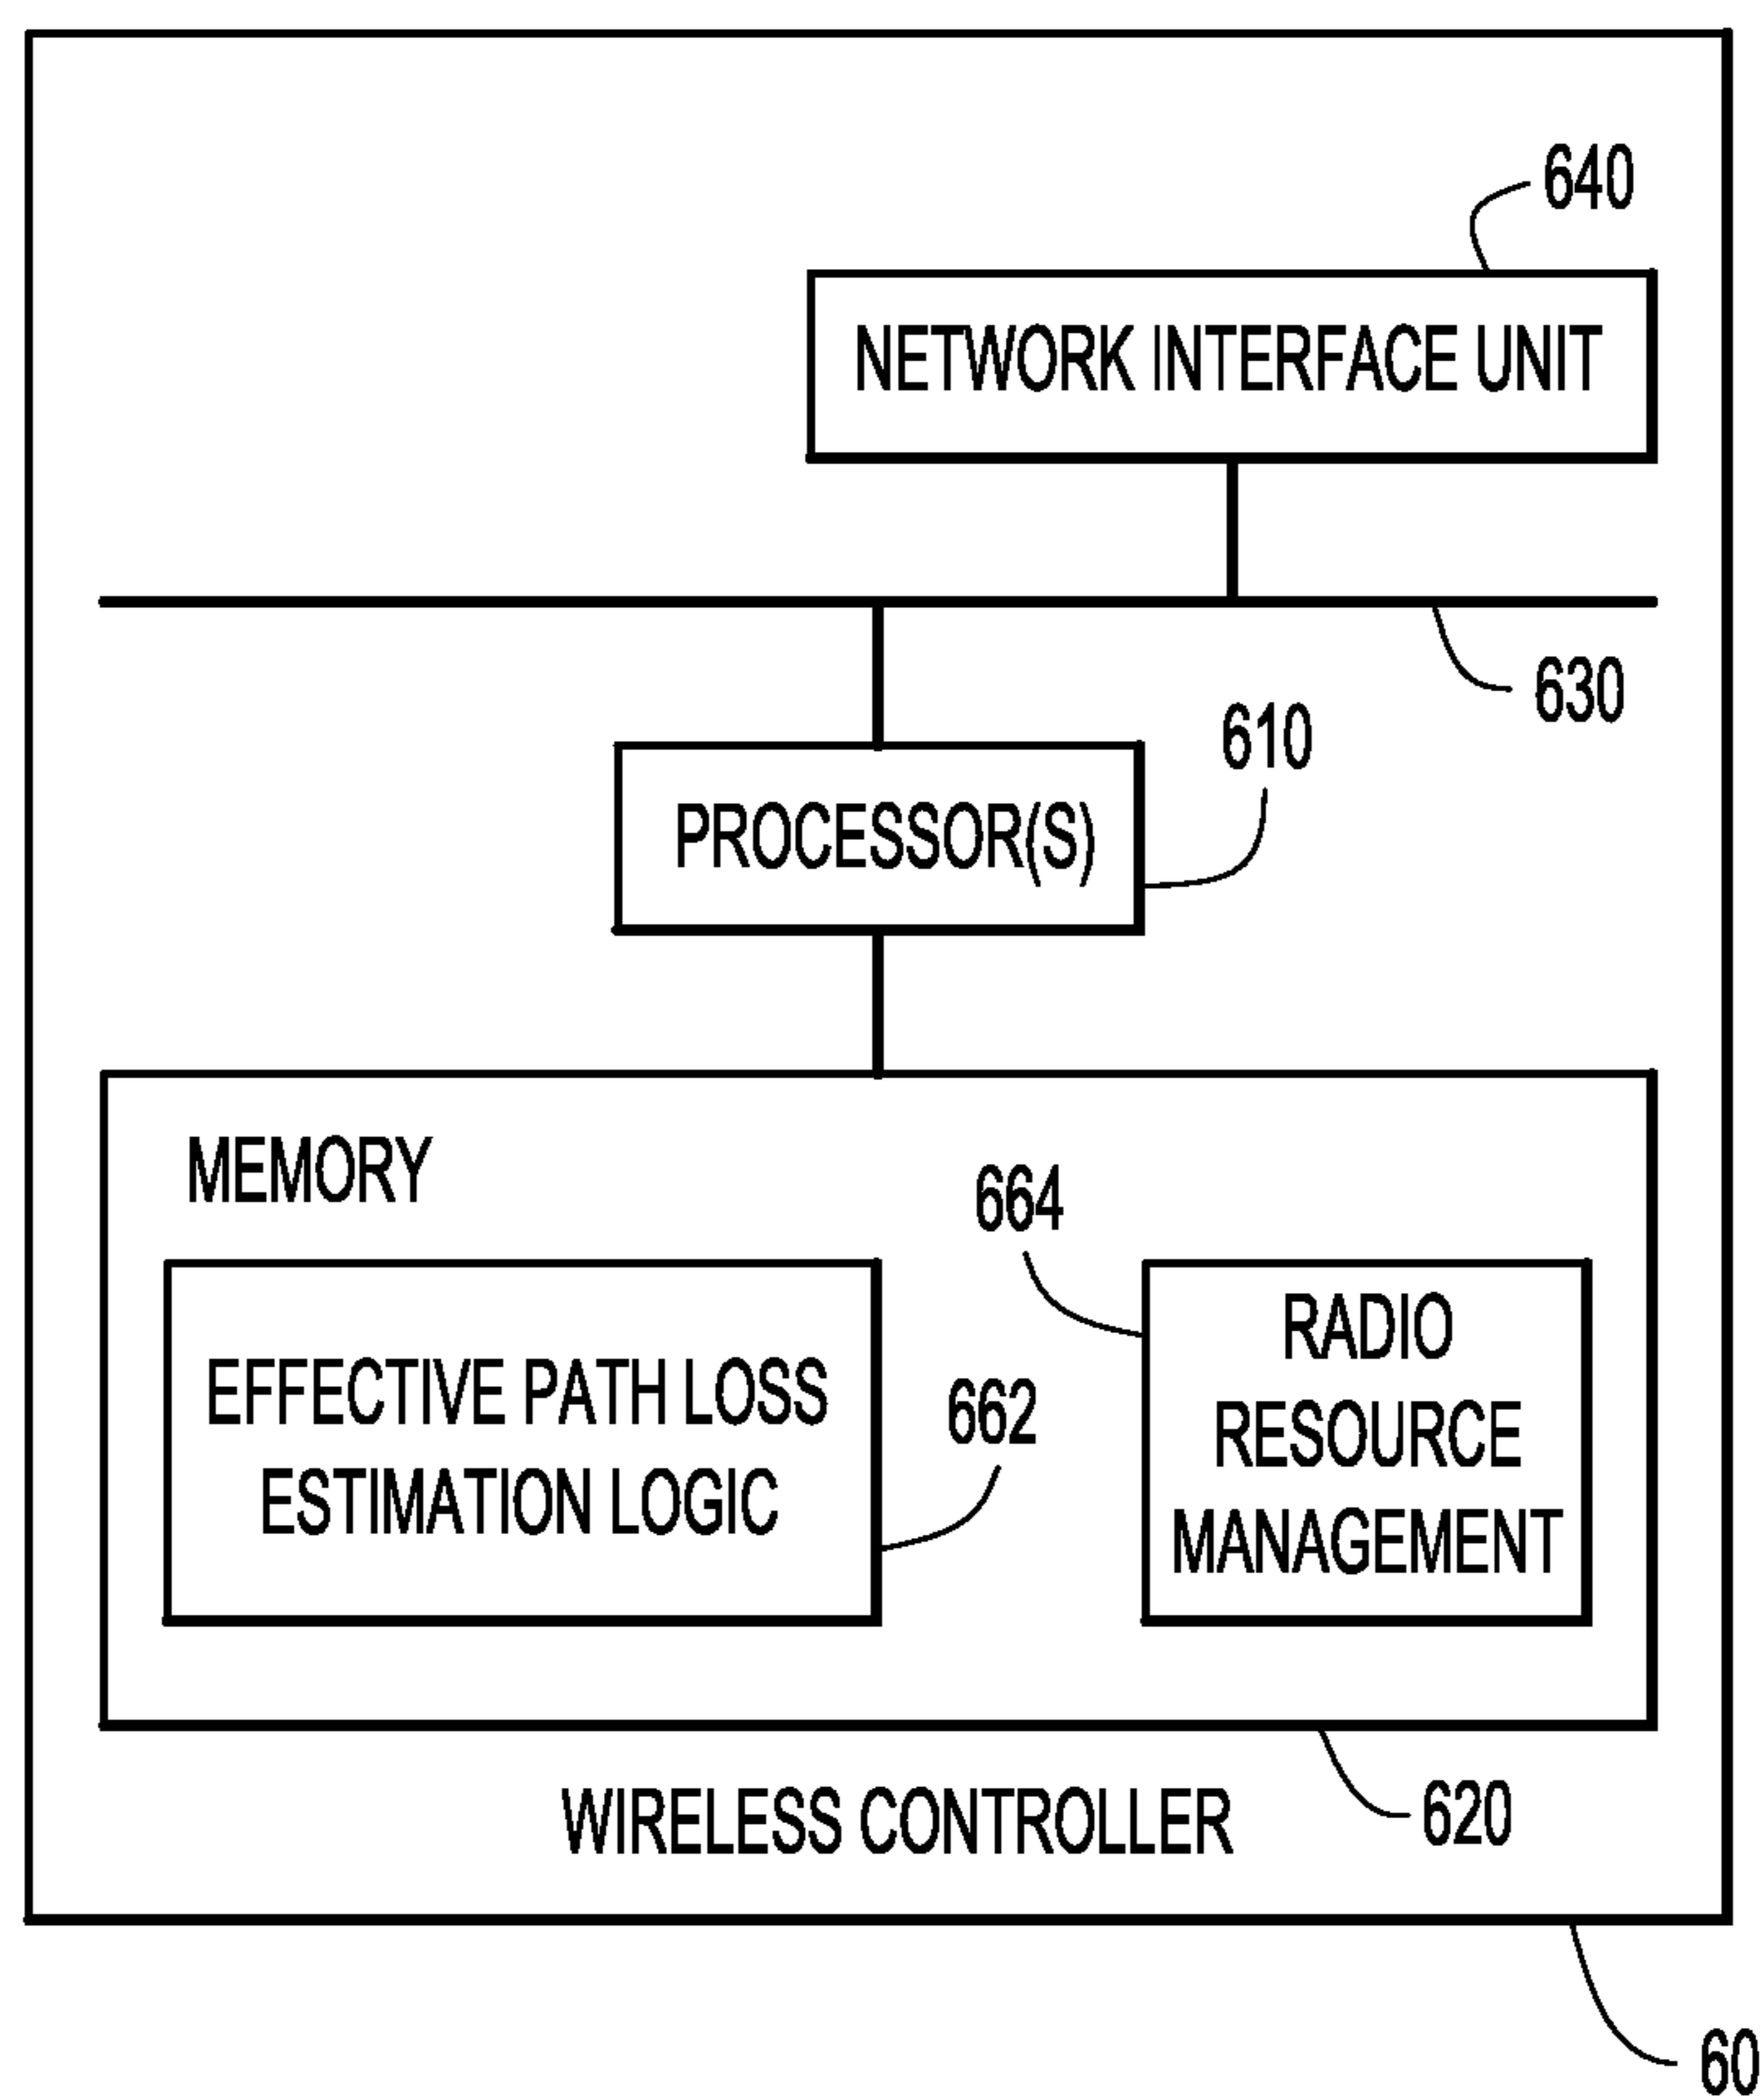 640
NETWORK INTERFACE UNIT
630
610
PROCESSOR(S)
MEMORY
664
EFFECTIVE PATH LOSS
ESTIMATION LOGIC
662
RADIO
RESOURCE
MANAGEMENT
620
WIRELESS CONTROLLER
60